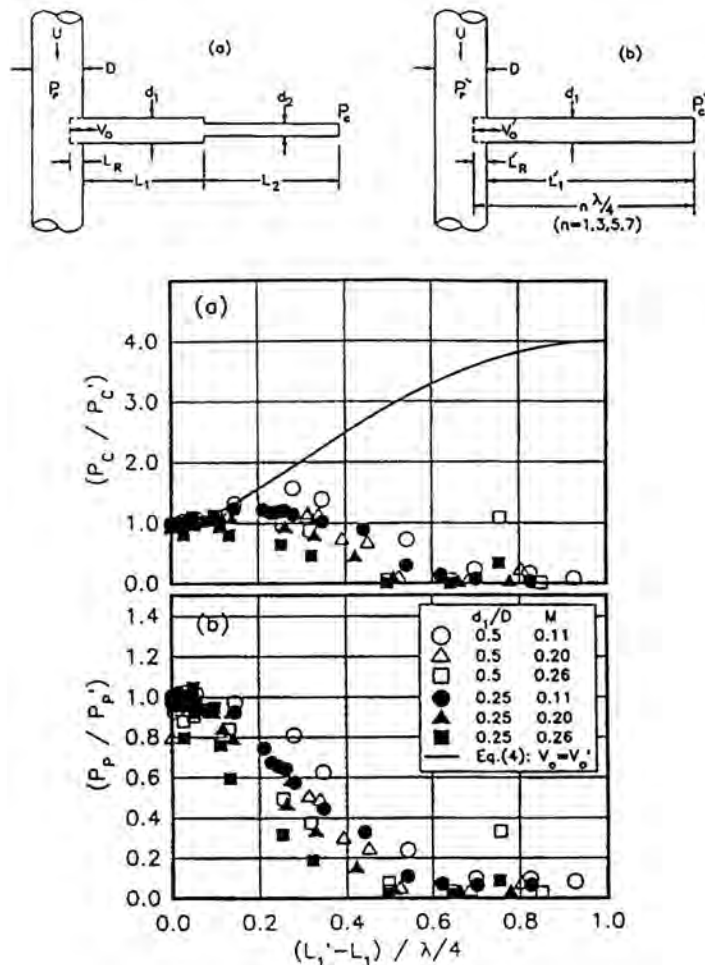 (a)
U
P_P
D
d_1
d_2
P_C
V_o
L_R
L_1
L_2
(b)
U
P_P'
D
d_1
P_C'
V_o'
L_R'
L_1'
n λ/4
(n=1,3,5.7)
(a)
4.0
3.0
2.0
1.0
0.0
(P_C / P_C')
(b)
1.4
1.2
1.0
0.8
0.6
0.4
0.2
0.0
(P_P / P_P')
d_1/D M
○ 0.5 0.11
△ 0.5 0.20
□ 0.5 0.26
● 0.25 0.11
▲ 0.25 0.20
■ 0.25 0.26
— Eq.(4): V_o=V_o'
0.0 0.2 0.4 0.6 0.8 1.0
(L_1'-L_1) / λ/4